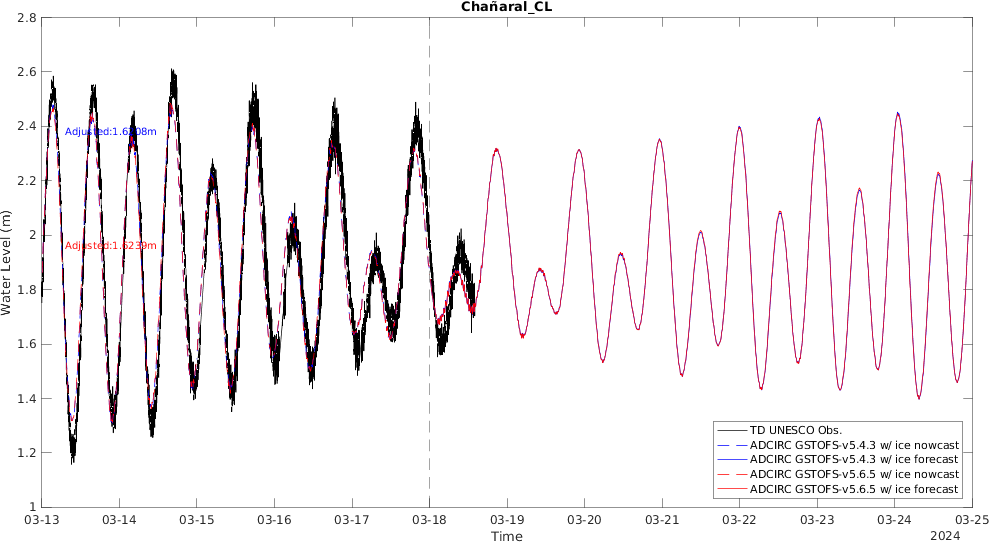 Chañaral_CL
2.8
2.6
2.4
2.2
2
1.8
1.6
1.4
1.2
1
Water Level (m)
Adjusted:1.6208m
Adjusted:1.6239m
TD UNESCO Obs.
ADCIRC GSTOFS-v5.4.3 w/ ice nowcast
ADCIRC GSTOFS-v5.4.3 w/ ice forecast
ADCIRC GSTOFS-v5.6.5 w/ ice nowcast
ADCIRC GSTOFS-v5.6.5 w/ ice forecast
03-13 03-14 03-15 03-16 03-17 03-18 03-19 03-20 03-21 03-22 03-23 03-24 03-25
Time
2024